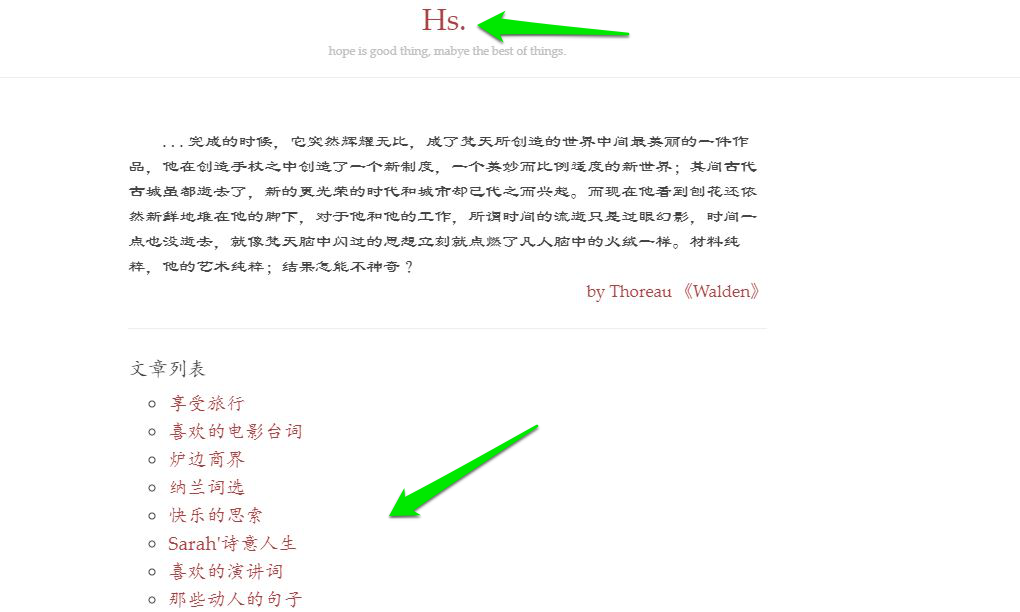 Hs.
hope is good thing, mabye the best of things.
. . . 完成的时候，它突然辉耀无比，成了梵天所创造的世界中间最美丽的一件作
品，他在创造手杖之中创造了一个新制度，一个美妙而比例适度的新世界；其间古代
古城虽都逝去了，新的更光荣的时代和城市却已代之而兴起。而现在他看到刨花还依
然新鲜地堆在他的脚下，对于他和他的工作，所谓时间的流逝只是过眼幻影，时间一
点也没逝去，就像梵天脑中闪过的思想立刻就点燃了凡人脑中的火绒一样。材料纯
粹，他的艺术纯粹；结果怎能不神奇？
by Thoreau 《Walden》
文章列表
享受旅行
喜欢的电影台词
炉边商界
纳兰词选
快乐的思索
Sarah'诗意人生
喜欢的演讲词
那些动人的句子